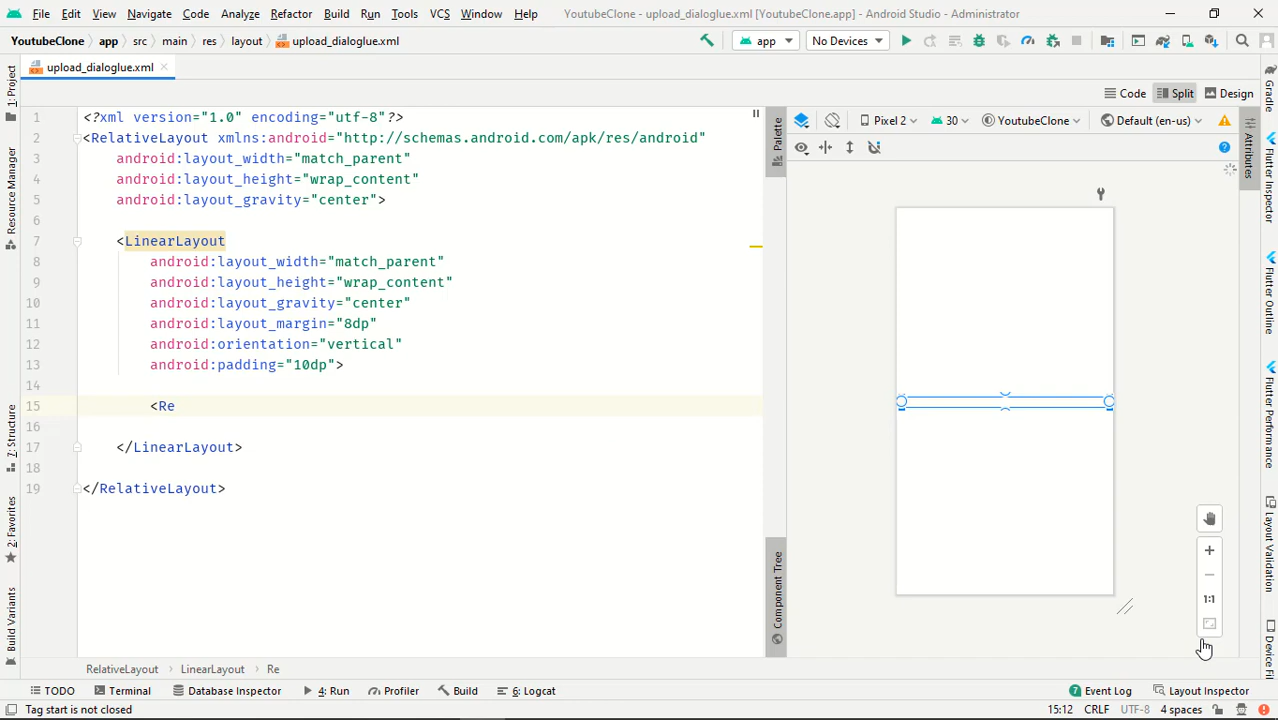 File Edit View Navigate Code Analyze Refactor Build Run Tools VCS Window Help YoutubeClone - upload_dialoglue.xml [YoutubeClone.app] - Android Studio - Administrator
YoutubeClone app src main res layout upload_dialoglue.xml app No Devices
upload_dialoglue.xml
Code Split Design
Pixel 2 30 YoutubeClone Default (en-us)
1 <?xml version="1.0" encoding="utf-8"?>
2 <RelativeLayout xmlns:android="http://schemas.android.com/apk/res/android"
3 android:layout_width="match_parent"
4 android:layout_height="wrap_content"
5 android:layout_gravity="center">
6
7 <LinearLayout
8 android:layout_width="match_parent"
9 android:layout_height="wrap_content"
10 android:layout_gravity="center"
11 android:layout_margin="8dp"
12 android:orientation="vertical"
13 android:padding="10dp">
14
15 <Re
16
17 </LinearLayout>
18
19 </RelativeLayout>
1: Project
Resource Manager
Z: Structure
2: Favorites
Build Variants
Palette
Component Tree
1:1
Attributes
Gradle
Flutter Inspector
Flutter Outline
Flutter Performance
Layout Validation
Device Fil
RelativeLayout LinearLayout Re
TODO Terminal Database Inspector 4: Run Profiler Build 6: Logcat 7 Event Log Layout Inspector
Tag start is not closed 15:12 CRLF UTF-8 4 spaces